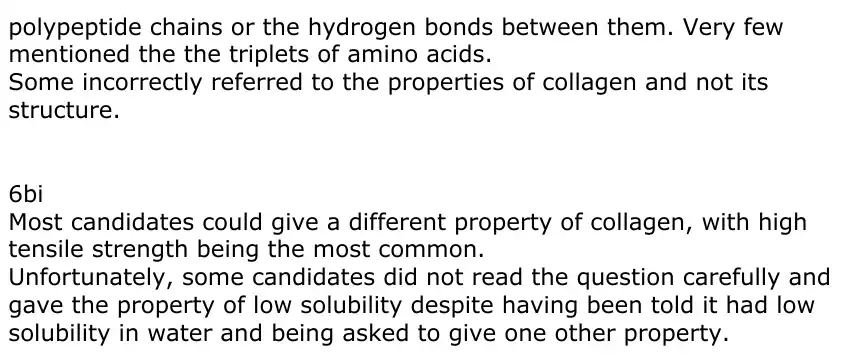 polypeptide chains or the hydrogen bonds between them. Very few
mentioned the the triplets of amino acids.
Some incorrectly referred to the properties of collagen and not its
structure.
6bi
Most candidates could give a different property of collagen, with high
tensile strength being the most common.
Unfortunately, some candidates did not read the question carefully and
gave the property of low solubility despite having been told it had low
solubility in water and being asked to give one other property.